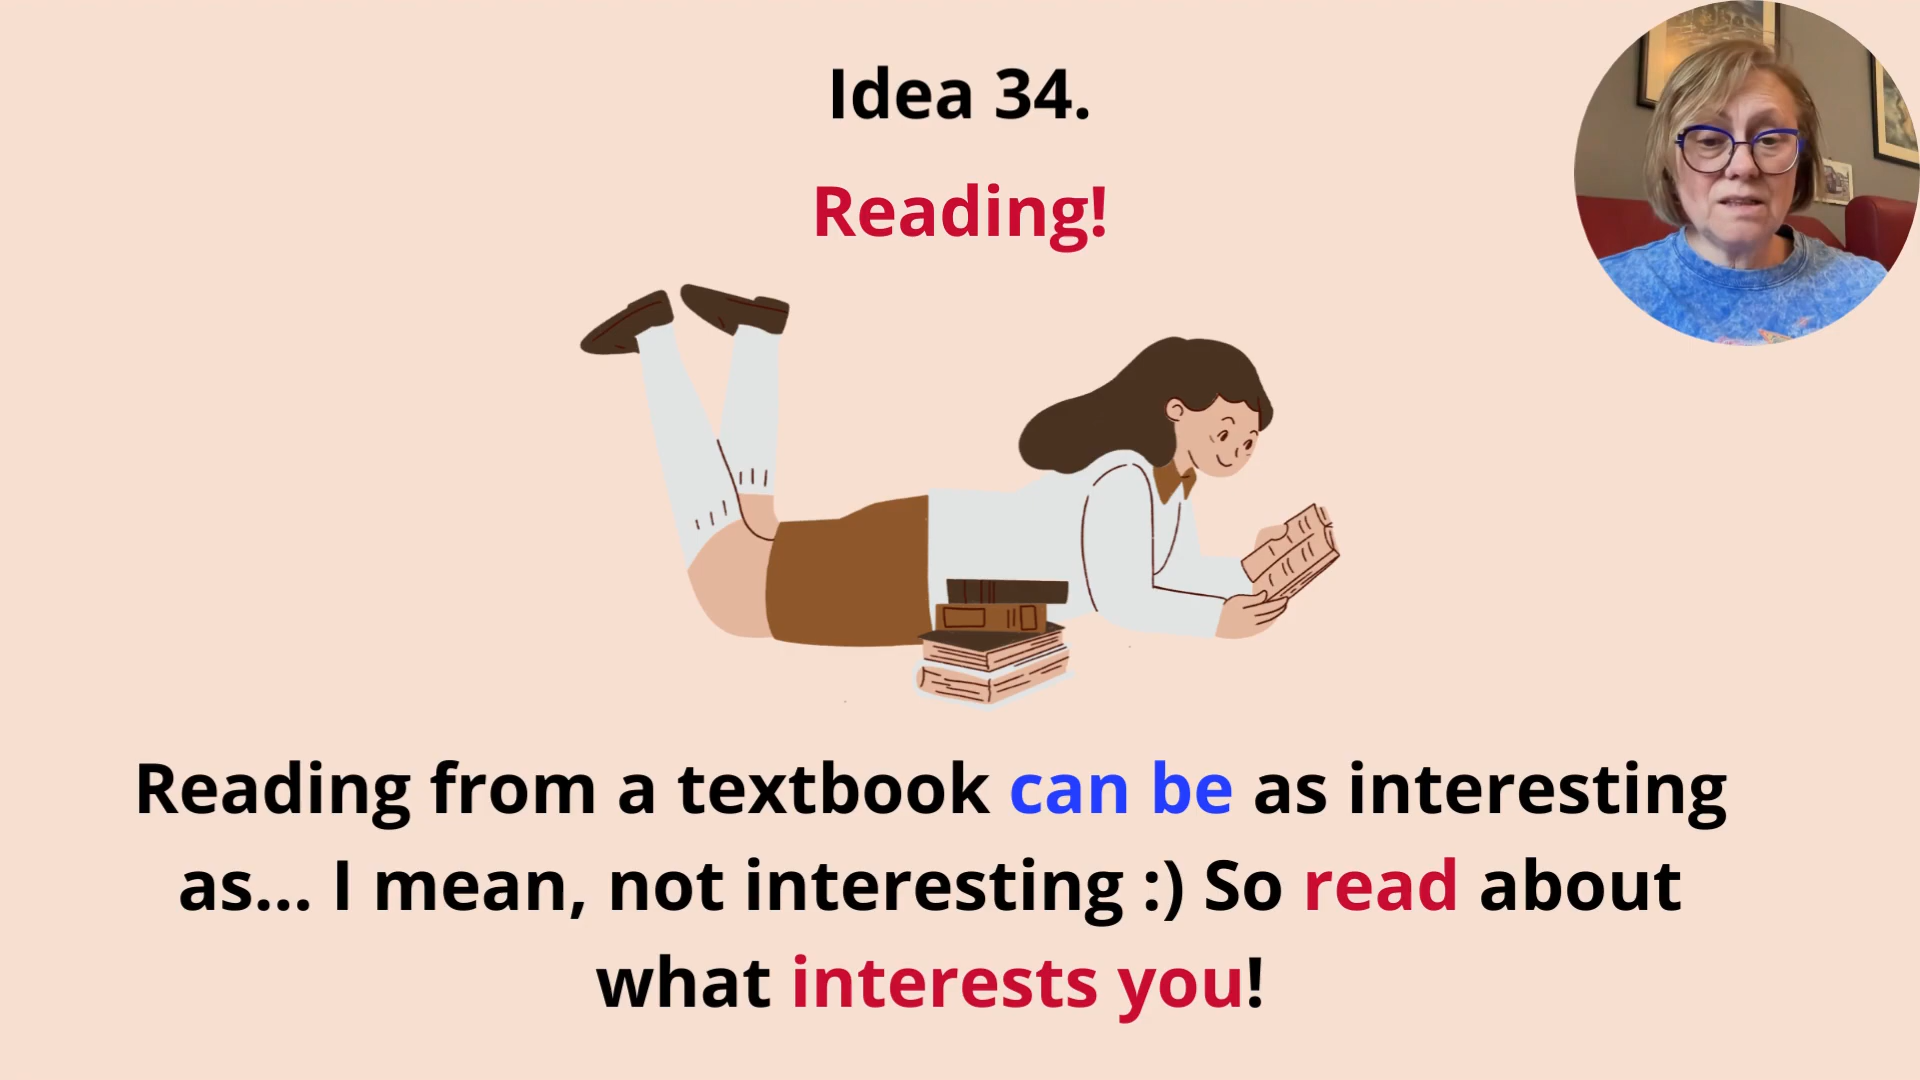 Idea 34.
Reading!
Reading from a textbook can be as interesting
as... I mean, not interesting :) So read about
what interests you!